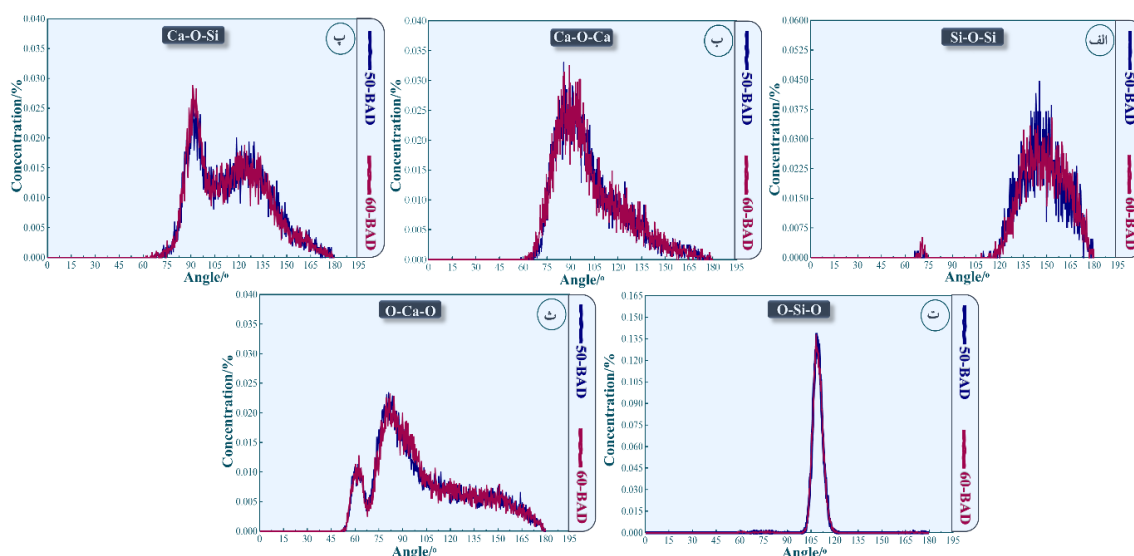 Ca-O-Si
پ
0.040
0.035
0.030
0.025
0.020
0.015
0.010
0.005
0.000
Concentration/%
0 15 30 45 60 75 90 105 120 135 150 165 180 195
Angle/°
50-BAD
60-BAD
Ca-O-Ca
ب
0.040
0.035
0.030
0.025
0.020
0.015
0.010
0.005
0.000
Concentration/%
0 15 30 45 60 75 90 105 120 135 150 165 180 195
Angle/°
50-BAD
60-BAD
Si-O-Si
الف
0.0600
0.0525
0.0450
0.0375
0.0300
0.0225
0.0150
0.0075
0.0000
Concentration/%
0 15 30 45 60 75 90 105 120 135 150 165 180 195
Angle/°
50-BAD
60-BAD
O-Ca-O
ث
0.040
0.035
0.030
0.025
0.020
0.015
0.010
0.005
0.000
Concentration/%
0 15 30 45 60 75 90 105 120 135 150 165 180 195
Angle/°
50-BAD
60-BAD
O-Si-O
ت
0.165
0.150
0.135
0.120
0.105
0.090
0.075
0.060
0.045
0.030
0.015
0.000
Concentration/%
0 15 30 45 60 75 90 105 120 135 150 165 180 195
Angle/°
50-BAD
60-BAD